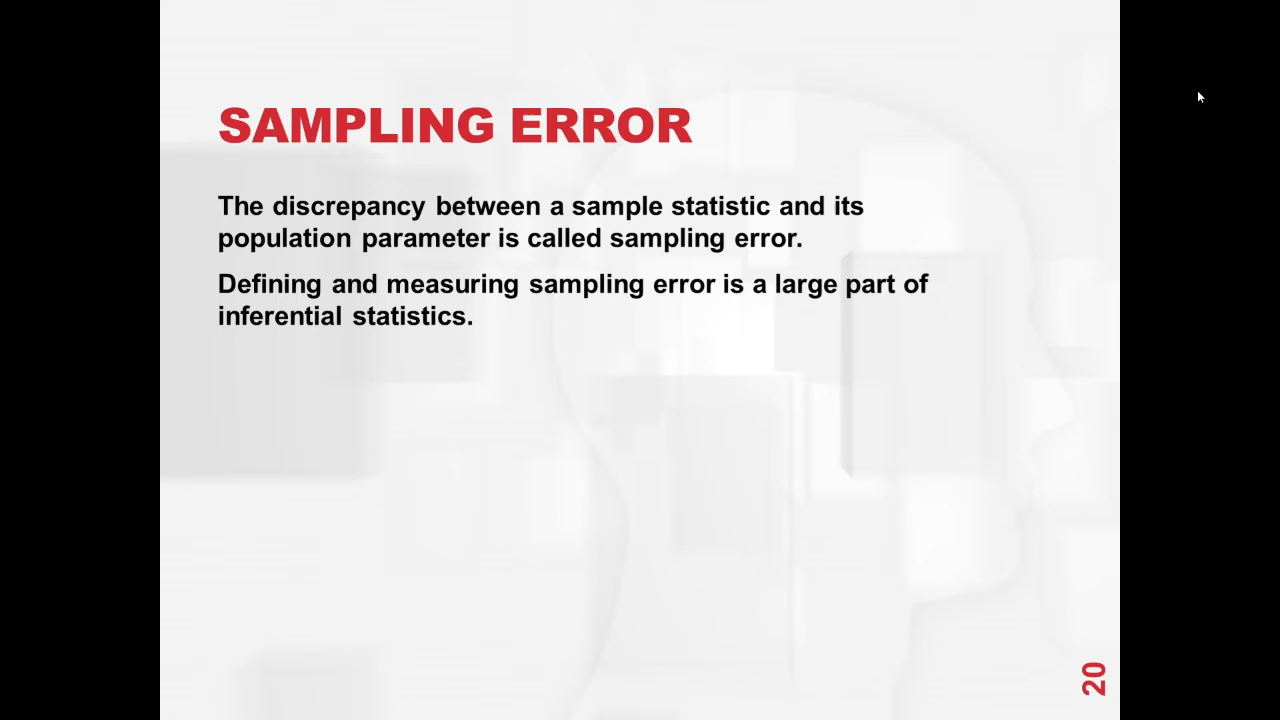 SAMPLING ERROR
The discrepancy between a sample statistic and its
population parameter is called sampling error.
Defining and measuring sampling error is a large part of
inferential statistics.
20